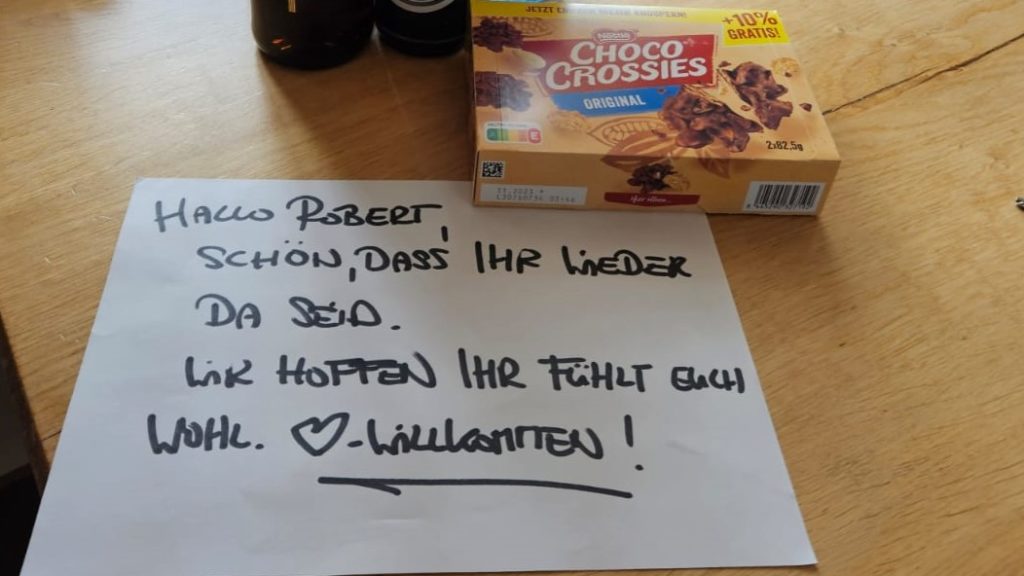 JETZT
+10%
GRATIS!
Nestlé
CHOCO
CROSSIES
ORIGINAL
2x82,5g
HALLO ROBERT,
SCHÖN, DASS IHR WIEDER
DA SEID.
WIR HOFFEN IHR FÜHLT EUCH
WOHL. ♡-WILLKOMMEN!